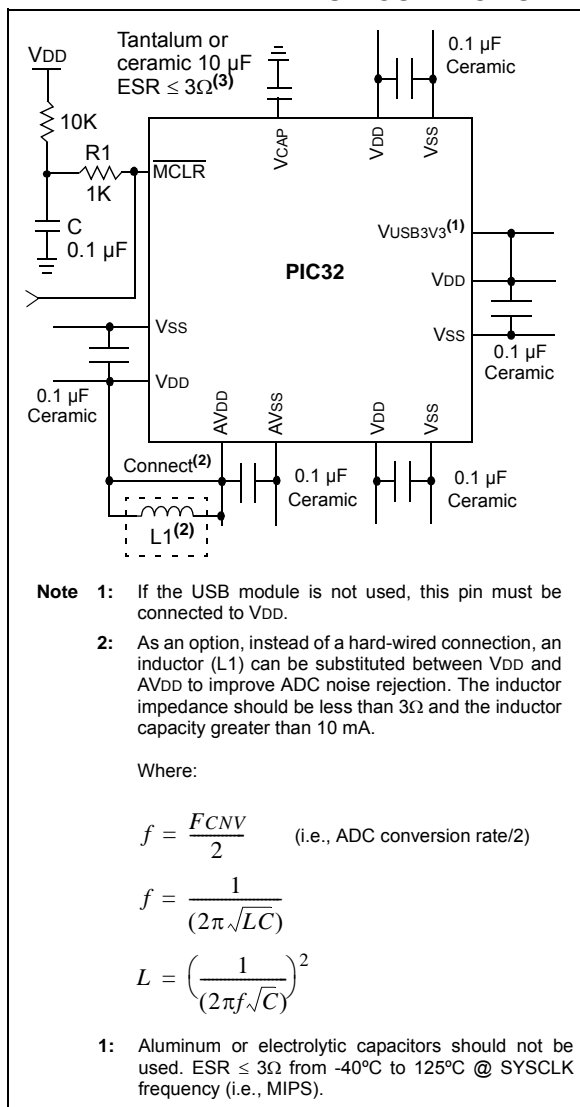 VDD
Tantalum or
ceramic 10 µF
ESR ≤ 3Ω(3)
0.1 µF
Ceramic
10K
R1
1K
C
0.1 µF
MCLR
VCAP
VDD
VSS
VUSB3V3(1)
PIC32
VDD
VSS
0.1 µF
Ceramic
VSS
VDD
0.1 µF
Ceramic
AVDD
AVSS
VDD
VSS
Connect(2)
L1(2)
0.1 µF
Ceramic
0.1 µF
Ceramic
Note 1: If the USB module is not used, this pin must be
connected to VDD.
2: As an option, instead of a hard-wired connection, an
inductor (L1) can be substituted between VDD and
AVDD to improve ADC noise rejection. The inductor
impedance should be less than 3Ω and the inductor
capacity greater than 10 mA.
Where:
f = FCNV / 2 (i.e., ADC conversion rate/2)
f = 1 / (2π√LC)
L = (1 / (2πf√C))²
1: Aluminum or electrolytic capacitors should not be
used. ESR ≤ 3Ω from -40ºC to 125ºC @ SYSCLK
frequency (i.e., MIPS).